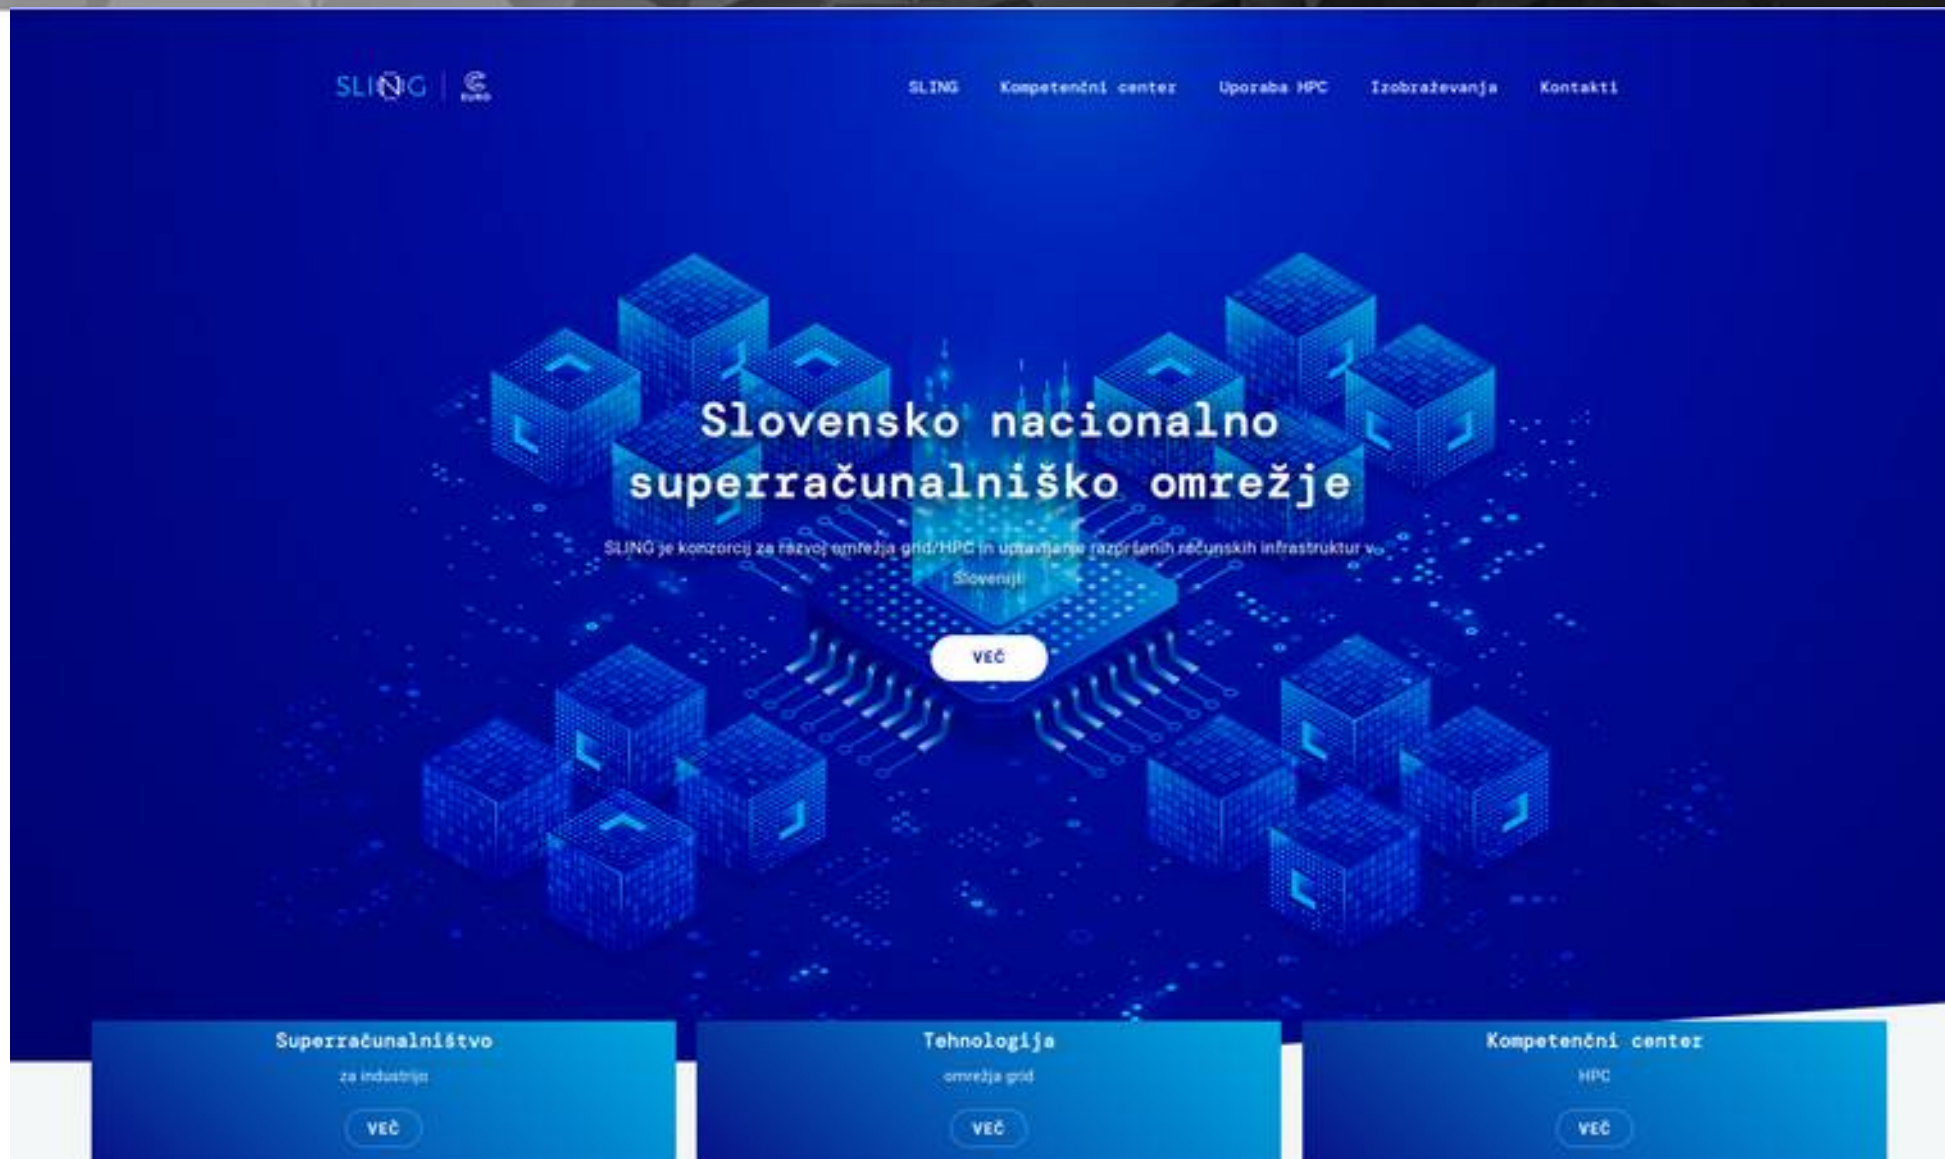 SLING
EURO
SLING Kompetenčni center Uporaba HPC Izobraževanja Kontakti
Slovensko nacionalno
superračunalniško omrežje
SLING je konzorcij za razvoj omrežja grid/HPC in upravljanje razpršenih računskih infrastruktur v
Sloveniji.
VEČ
Superračunalništvo
za industrijo
VEČ
Tehnologija
omrežja grid
VEČ
Kompetenčni center
HPC
VEČ